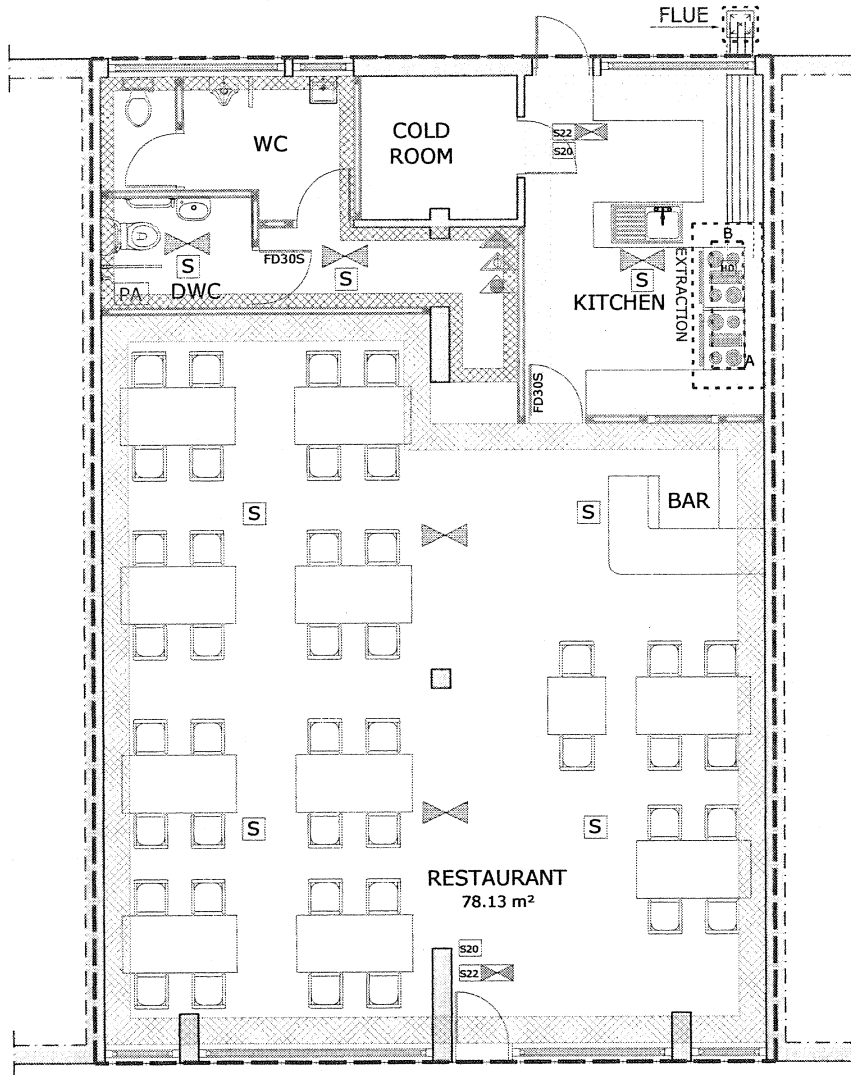 FLUE
WC
COLD
ROOM
S22
S20
B
HO
EXTRACTION
A
FD30S
S
S
S
PA
DWC
KITCHEN
FD30S
BAR
S
S
S
S
RESTAURANT
78.13 m²
S20
S22